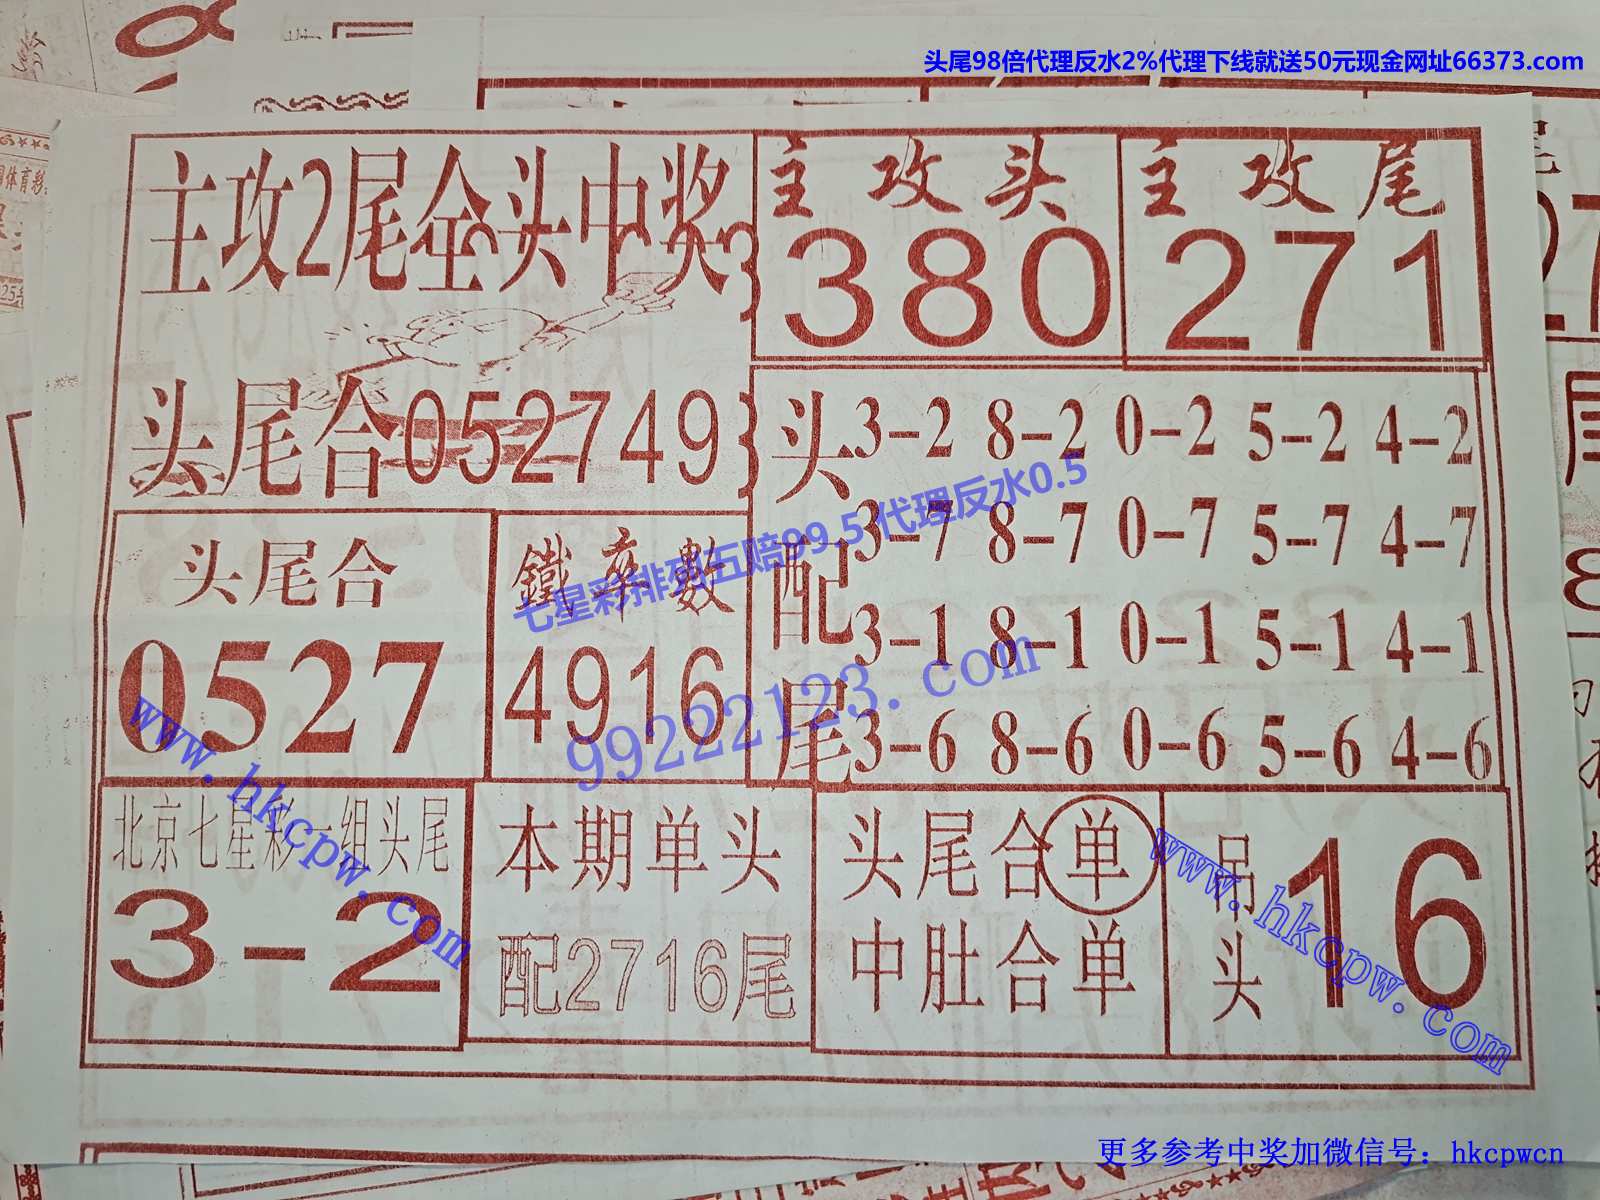 头尾98倍代理反水2%代理下线就送50元现金网址66373.com
主攻2尾全头中奖
主攻头
380
主攻尾
271
头尾合052749
头配尾
3-2 8-2 0-2 5-2 4-2
3-7 8-7 0-7 5-7 4-7
3-1 8-1 0-1 5-1 4-1
3-6 8-6 0-6 5-6 4-6
头尾合
0527
鐵率數
4916
七星彩排列五赔99.5 代理反水0.5
99222123.com
www.hkcpw.com
北京七星彩一组头尾
3-2
本期单头
配2716尾
头尾合单
中肚合单
吊头
16
www.hkcpw.com
更多参考中奖加微信号：hkcpwcn